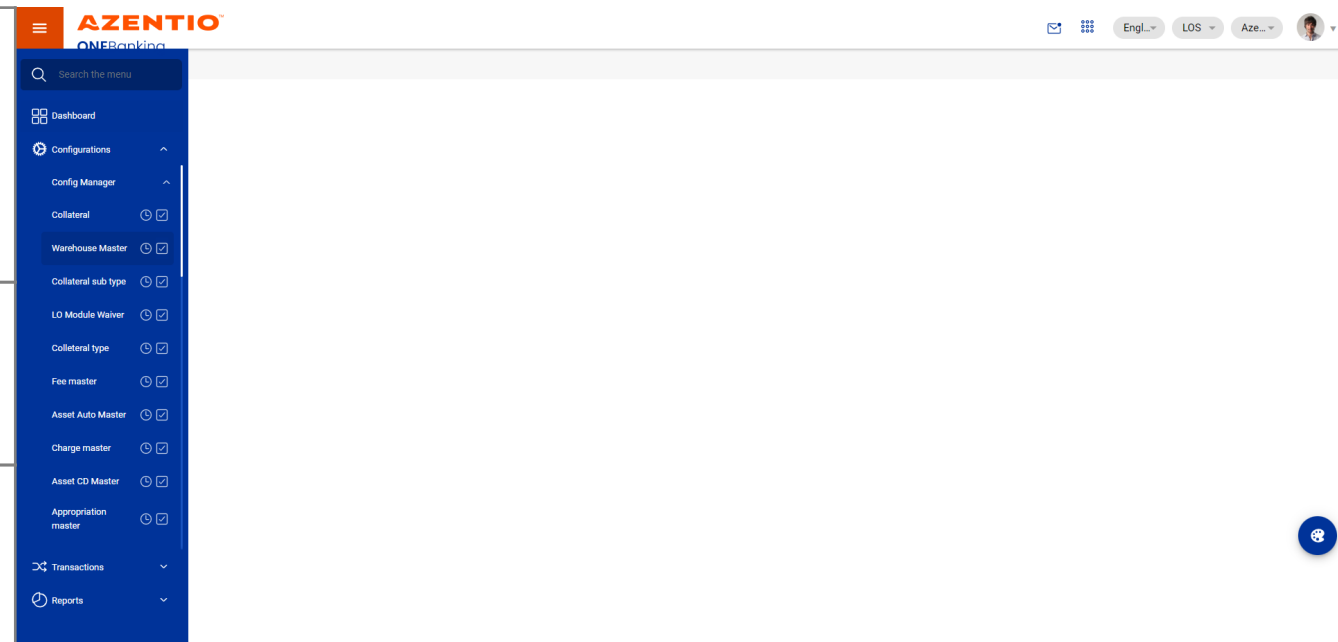 AZENTIO™
ONEBanking
Engl...
LOS
Aze...
Search the menu
Dashboard
Configurations
Config Manager
Collateral
Warehouse Master
Collateral sub type
LO Module Waiver
Colleteral type
Fee master
Asset Auto Master
Charge master
Asset CD Master
Appropriation
master
Transactions
Reports